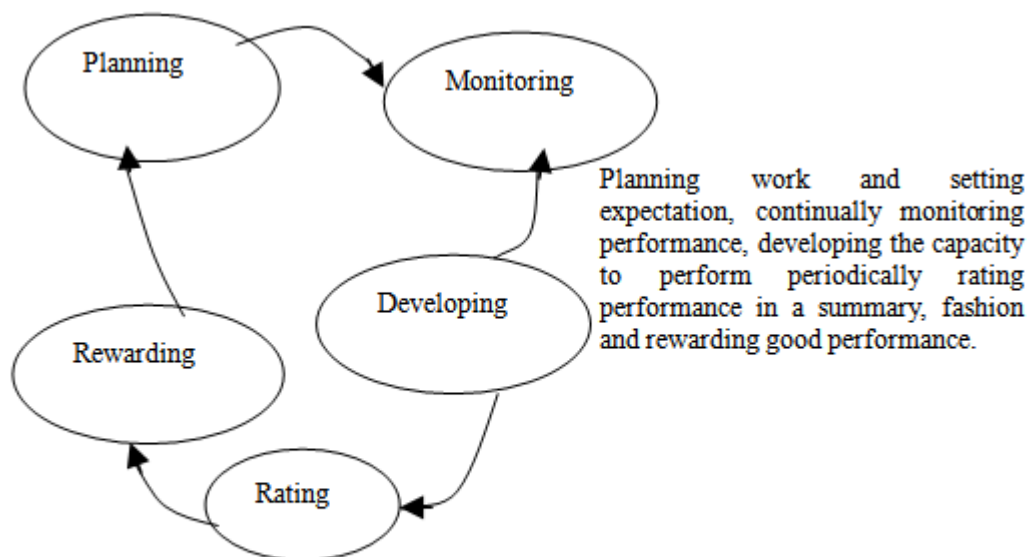 Planning
Monitoring
Planning work and setting
expectation, continually monitoring
performance, developing the capacity
to perform periodically rating
performance in a summary, fashion
and rewarding good performance.
Developing
Rewarding
Rating